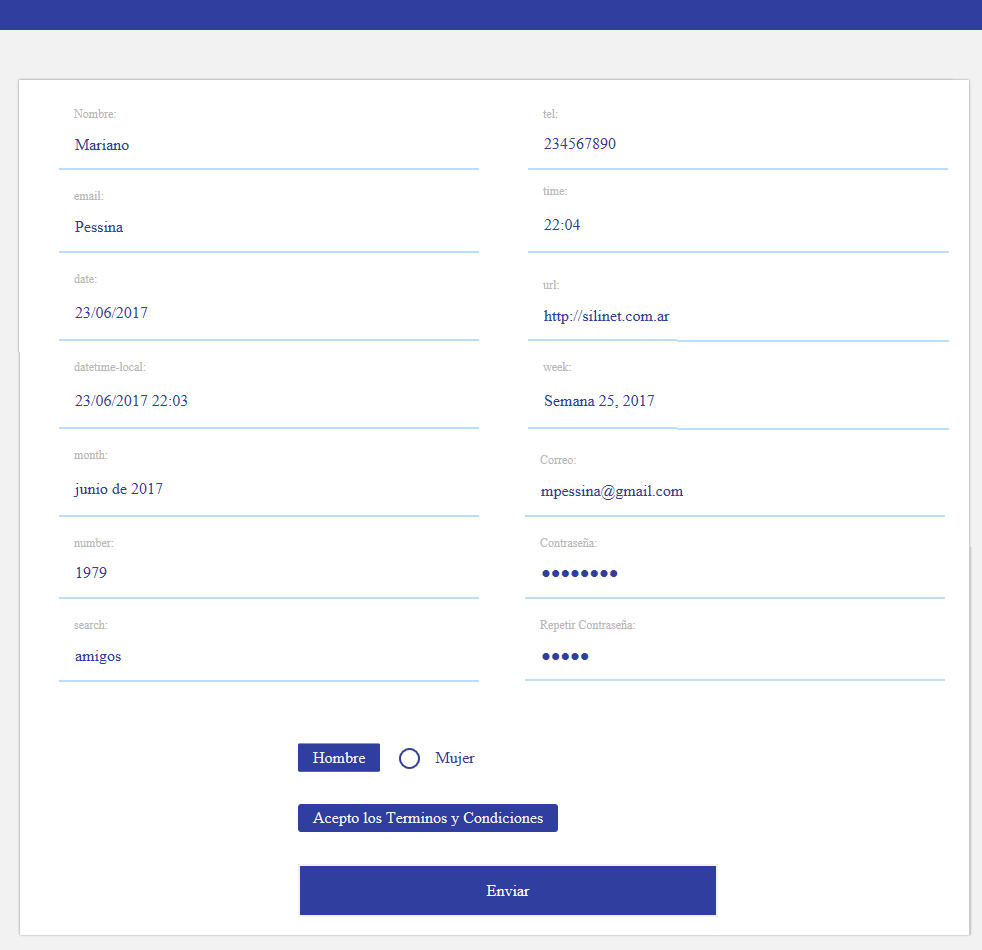 Nombre:
Mariano
email:
Pessina
date:
23/06/2017
datetime-local:
23/06/2017 22:03
month:
junio de 2017
number:
1979
search:
amigos
tel:
234567890
time:
22:04
url:
http://silinet.com.ar
week:
Semana 25, 2017
Correo:
mpessina@gmail.com
Contraseña:
●●●●●●●●
Repetir Contraseña:
●●●●●
Hombre Mujer
Acepto los Terminos y Condiciones
Enviar